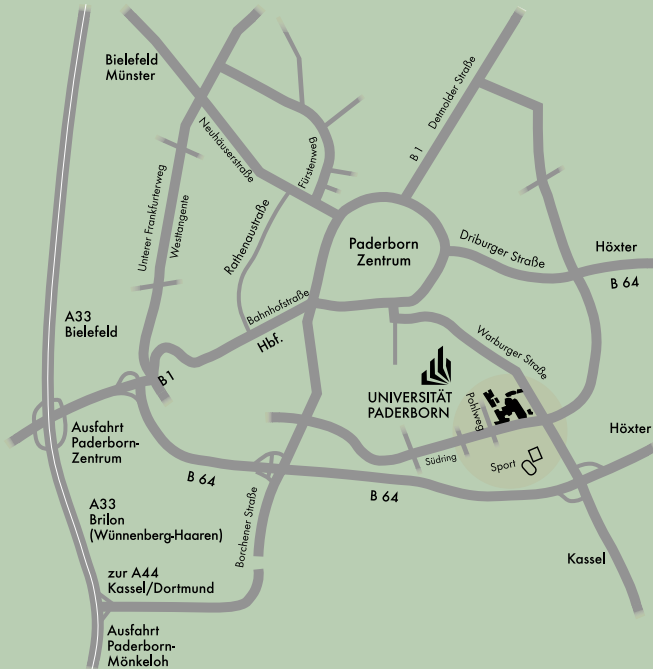 Bielefeld
Münster
Detmolder Straße
B 1
Neuhäuserstraße
Fürstenweg
Unterer Frankfurterweg
Westtangente
Rathenaustraße
Paderborn
Zentrum
Driburger Straße
Höxter
B 64
A33
Bielefeld
Bahnhofstraße
Hbf.
Warburger Straße
B 1
UNIVERSITÄT
PADERBORN
Pohlweg
Ausfahrt
Paderborn-
Zentrum
Höxter
Südring
Sport
B 64
B 64
A33
Brilon
(Wünnenberg-Haaren)
Borchener Straße
Kassel
zur A44
Kassel/Dortmund
Ausfahrt
Paderborn-
Mönkeloh